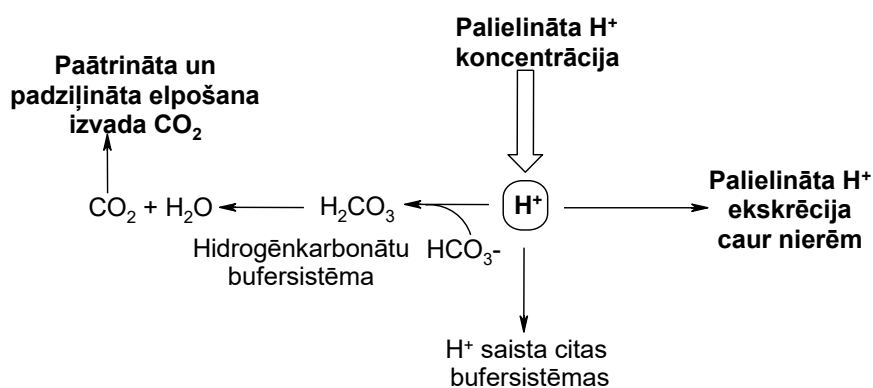 Palielināta H⁺
koncentrācija
Paātrināta un
padziļināta elpošana
izvada CO₂
CO₂ + H₂O
H₂CO₃
H⁺
Palielināta H⁺
ekskrēcija
caur nierēm
Hidrogēnkarbonātu
bufersistēma
HCO₃-
H⁺ saista citas
bufersistēmas